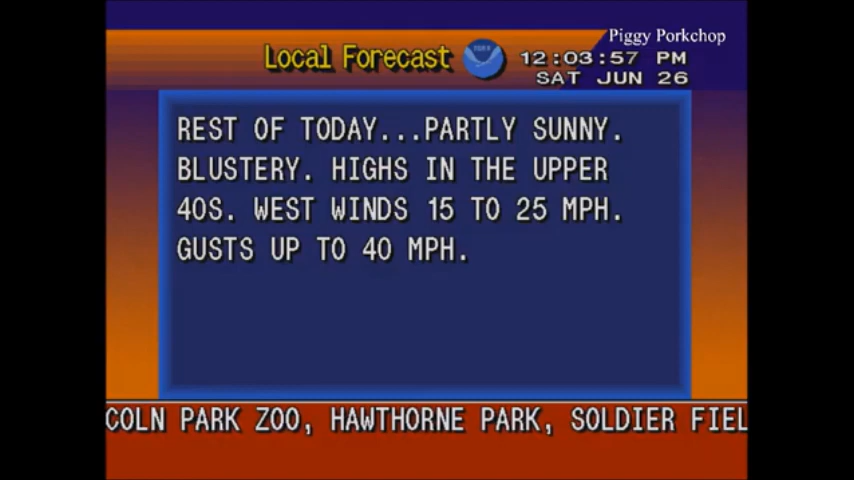 Piggy Porkchop
Local Forecast
12:03:57 PM
SAT JUN 26
REST OF TODAY...PARTLY SUNNY.
BLUSTERY. HIGHS IN THE UPPER
40S. WEST WINDS 15 TO 25 MPH.
GUSTS UP TO 40 MPH.
COLN PARK ZOO, HAWTHORNE PARK, SOLDIER FIEL